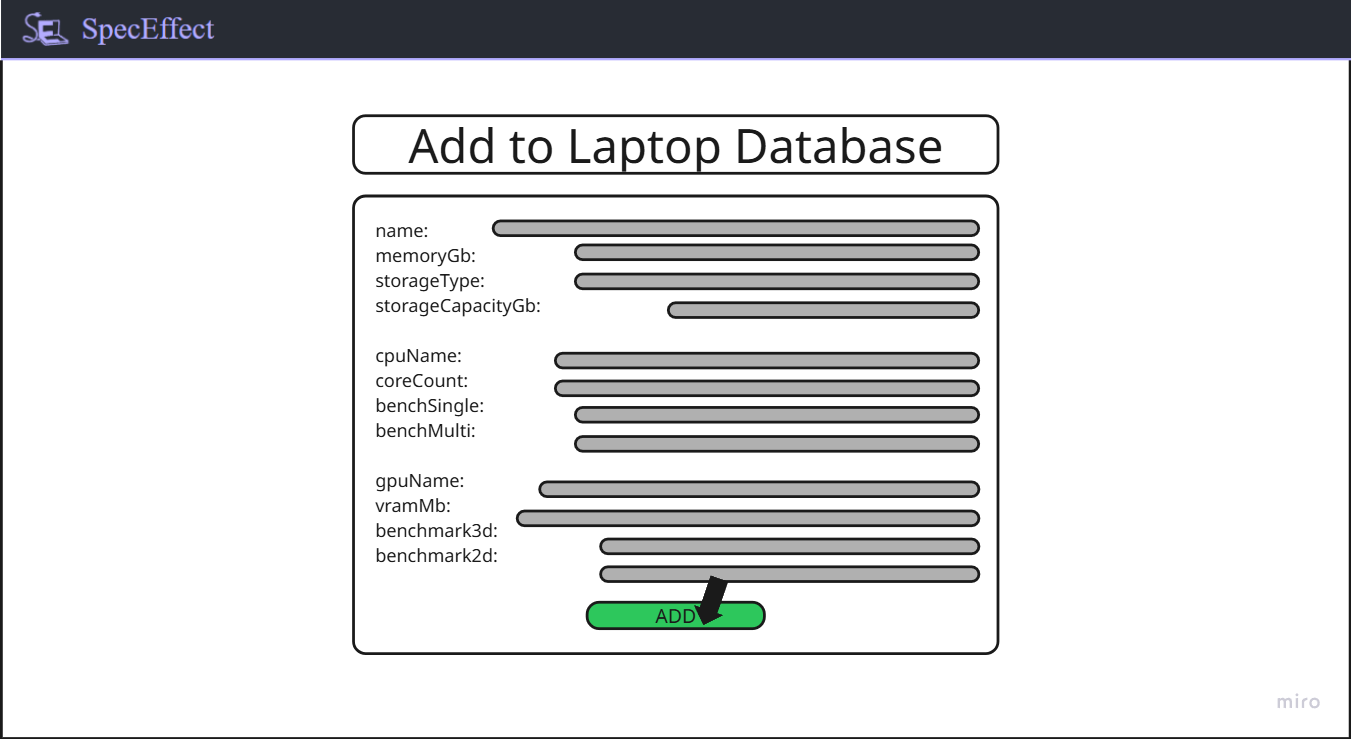 SpecEffect
Add to Laptop Database
name:
memoryGb:
storageType:
storageCapacityGb:
cpuName:
coreCount:
benchSingle:
benchMulti:
gpuName:
vramMb:
benchmark3d:
benchmark2d:
ADD
miro